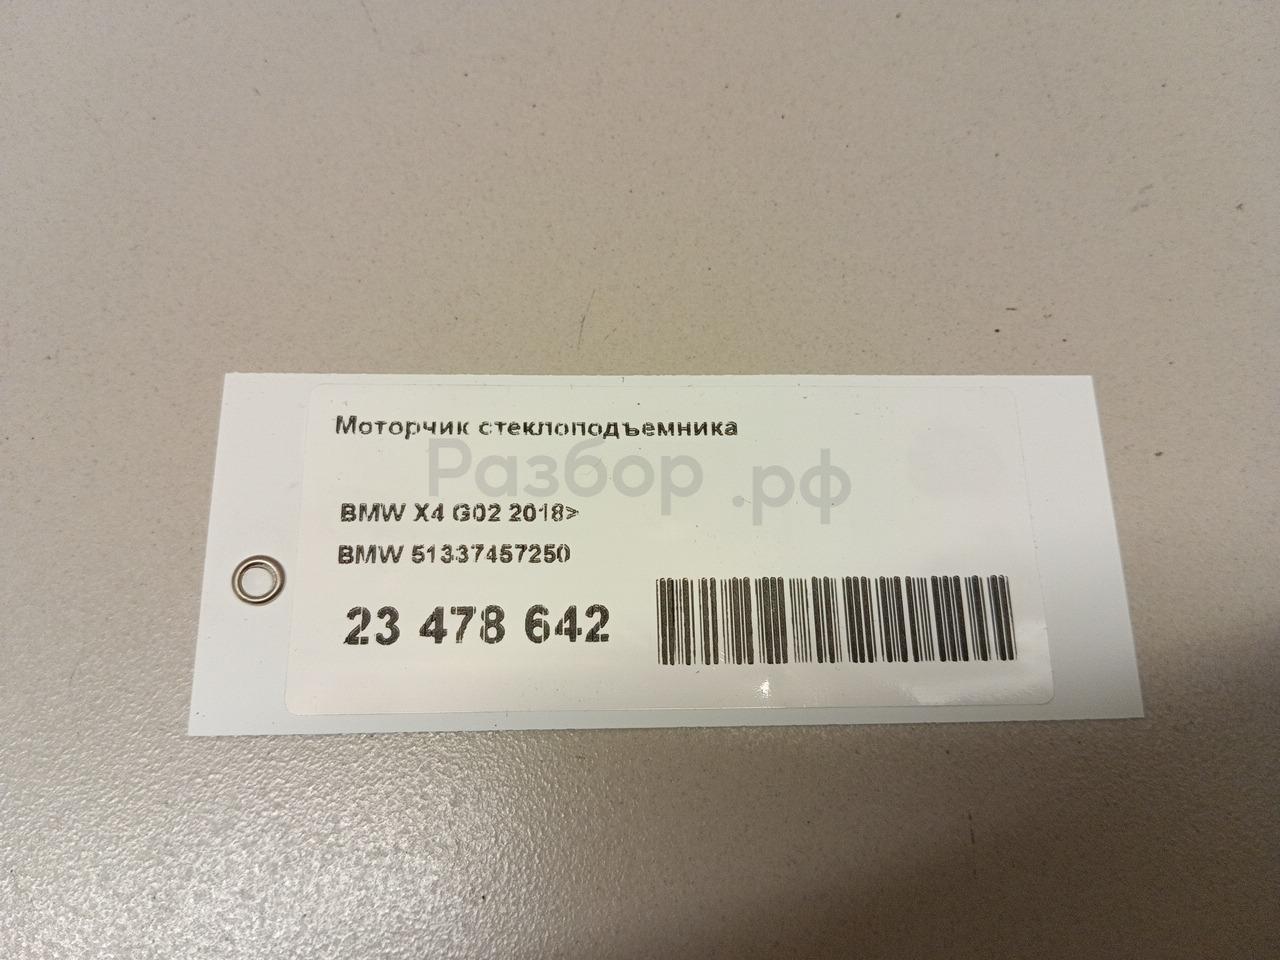 Моторчик стеклоподъемника
Разбор.рф
BMW X4 G02 2018>
BMW 51337457250
23 478 642